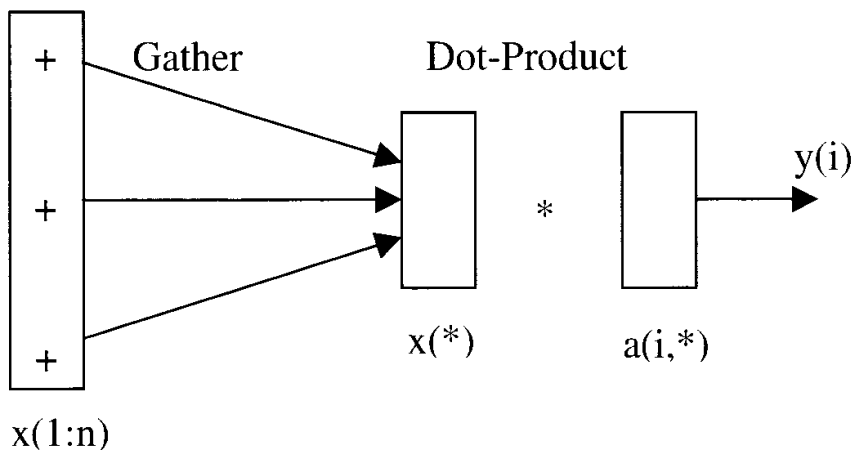 +
Gather
Dot-Product
y(i)
+
*
x(*)
a(i,*)
+
x(1:n)